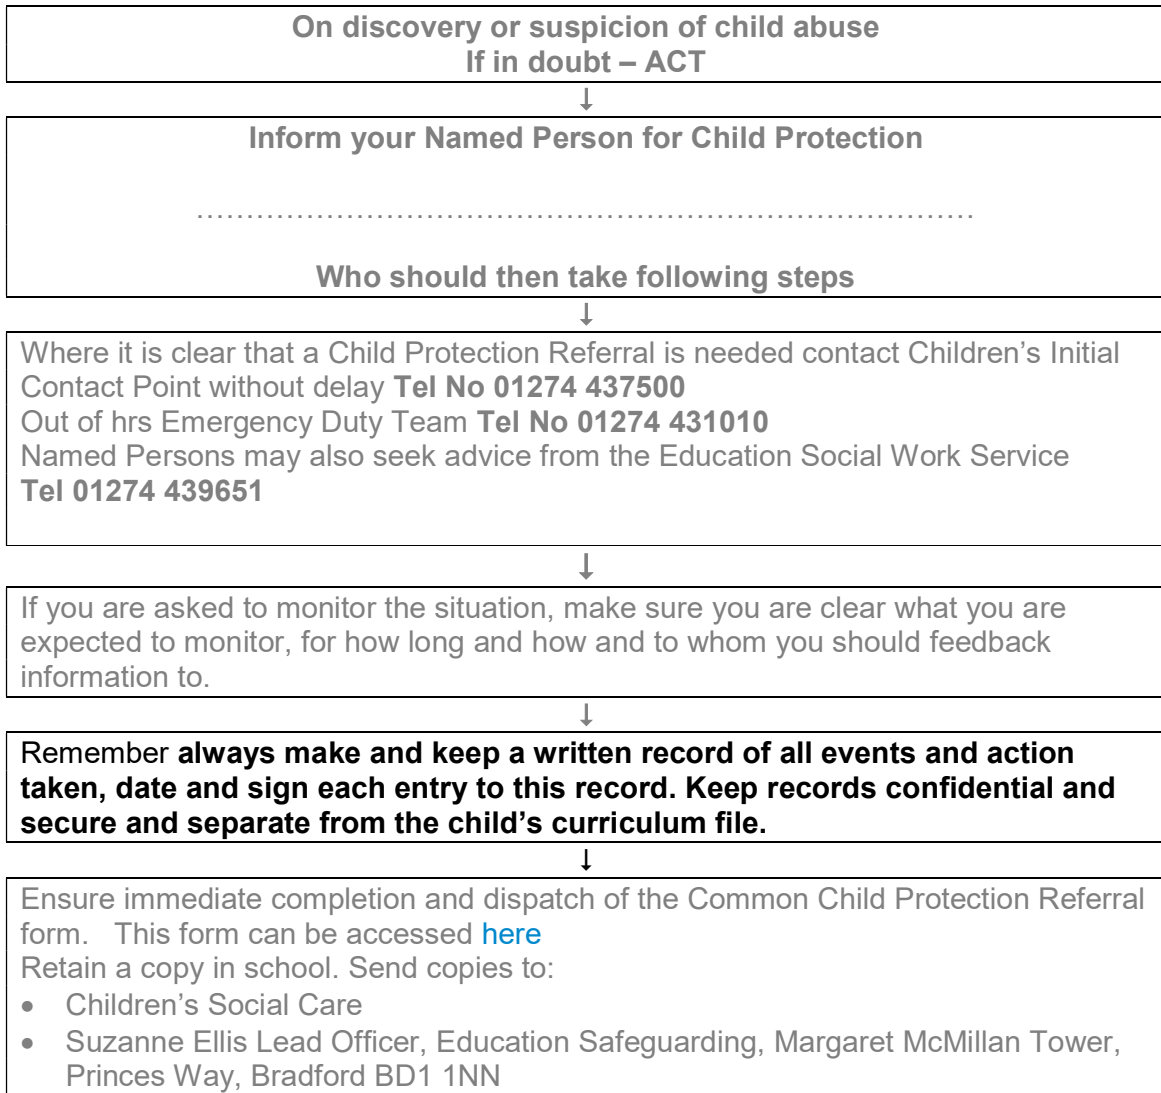 On discovery or suspicion of child abuse
If in doubt – ACT
↓
Inform your Named Person for Child Protection
…………………………………………………………………
Who should then take following steps
↓
Where it is clear that a Child Protection Referral is needed contact Children’s Initial
Contact Point without delay Tel No 01274 437500
Out of hrs Emergency Duty Team Tel No 01274 431010
Named Persons may also seek advice from the Education Social Work Service
Tel 01274 439651
↓
If you are asked to monitor the situation, make sure you are clear what you are
expected to monitor, for how long and how and to whom you should feedback
information to.
↓
Remember always make and keep a written record of all events and action
taken, date and sign each entry to this record. Keep records confidential and
secure and separate from the child’s curriculum file.
↓
Ensure immediate completion and dispatch of the Common Child Protection Referral
form. This form can be accessed here
Retain a copy in school. Send copies to:
• Children’s Social Care
• Suzanne Ellis Lead Officer, Education Safeguarding, Margaret McMillan Tower,
Princes Way, Bradford BD1 1NN